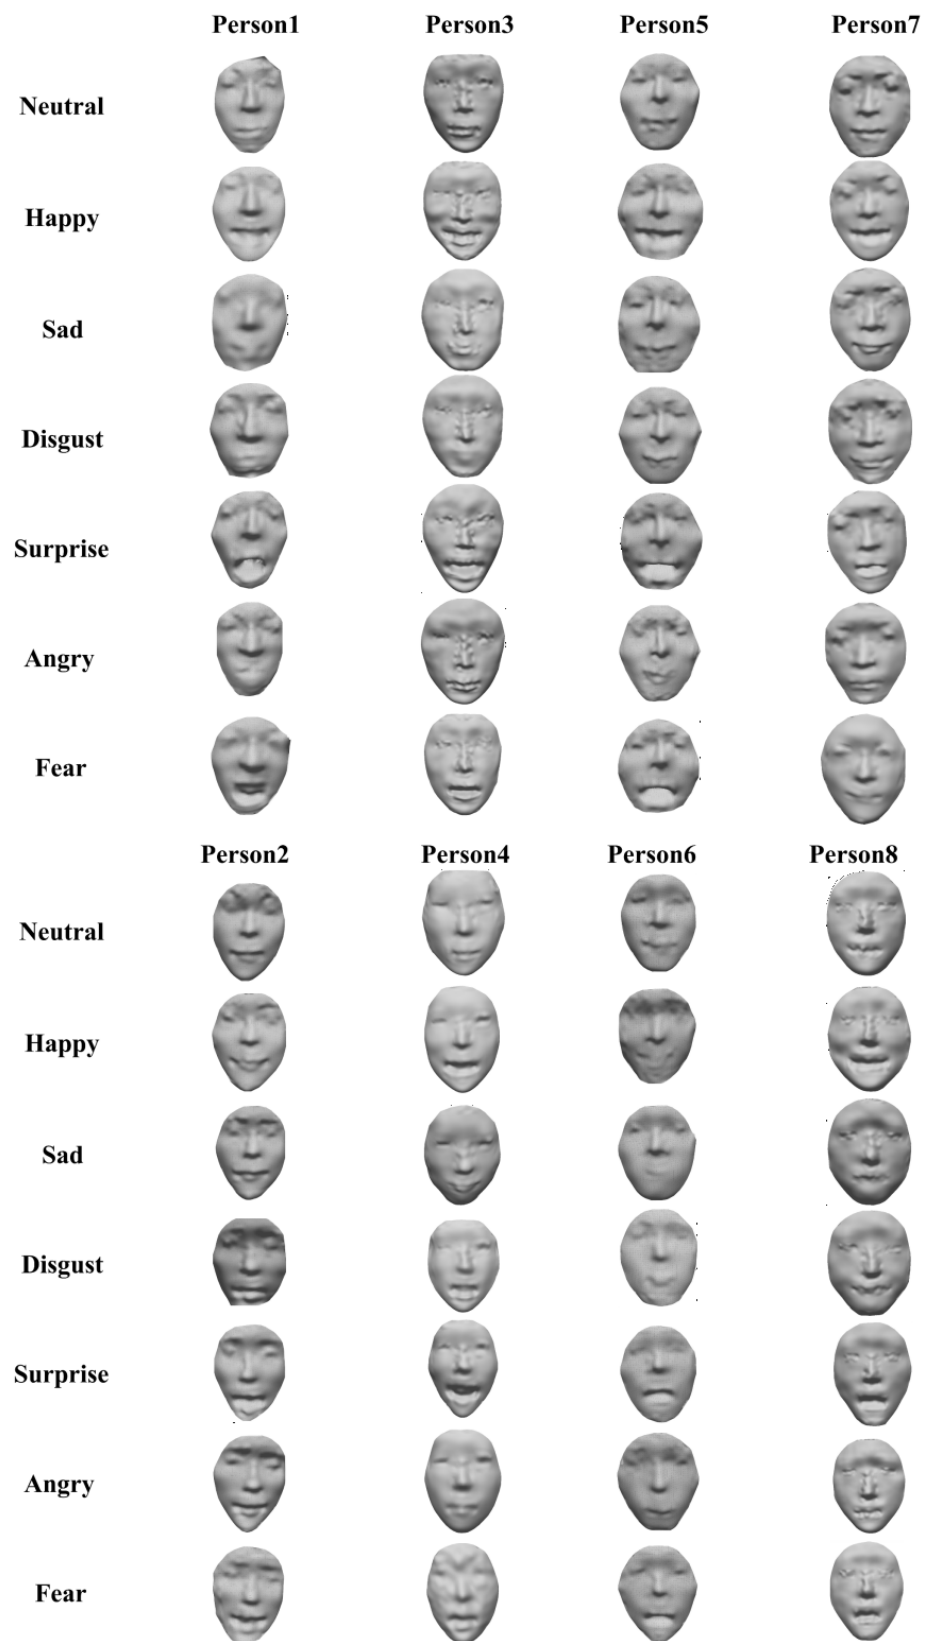 Person1 Person3 Person5 Person7
Neutral
Happy
Sad
Disgust
Surprise
Angry
Fear
Person2 Person4 Person6 Person8
Neutral
Happy
Sad
Disgust
Surprise
Angry
Fear